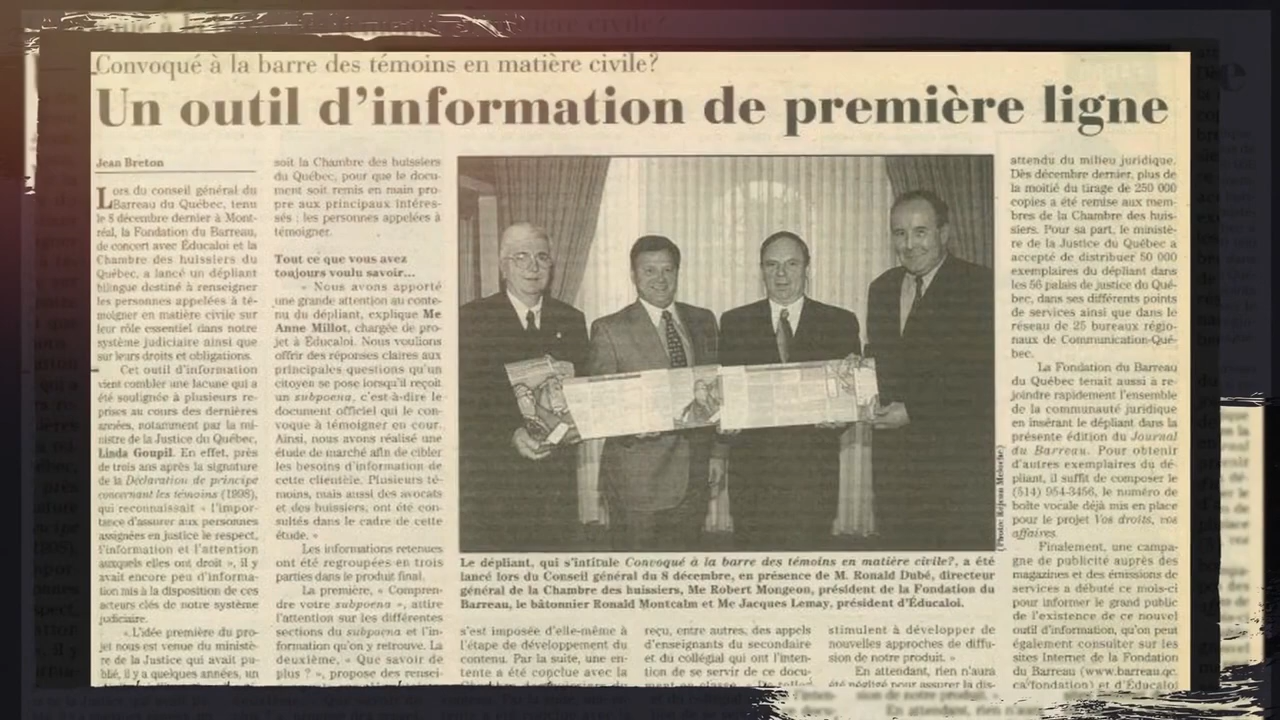 Convoqué à la barre des témoins en matière civile?
Un outil d'information de première ligne
Jean Breton
Lors du conseil général du
Barreau du Québec, tenu
le 8 décembre dernier à Mont-
réal, la Fondation du Barreau,
de concert avec Éducaloi et la
Chambre des huissiers du
Québec, a lancé un dépliant
bilingue destiné à renseigner
les personnes appelées à té-
moigner en matière civile sur
leur rôle essentiel dans notre
système judiciaire ainsi que
sur leurs droits et obligations.
Cet outil d'information
vient combler une lacune qui a
été soulignée à plusieurs re-
prises au cours des dernières
années, notamment par la mi-
nistre de la Justice du Québec,
Linda Goupil. En effet, près
de trois ans après la signature
de la Déclaration de principe
concernant les témoins (1998),
qui reconnaissait « l'impor-
tance d'assurer aux personnes
assignées en justice le respect,
l'information et l'attention
auxquels elles ont droit », il y
avait encore peu d'informa-
tion mis à la disposition de ces
acteurs clés de notre système
judiciaire.
« L'idée première du pro-
jet nous est venue du ministè-
re de la Justice qui avait pu-
blié, il y a quelques années, un
soit la Chambre des huissiers
du Québec, pour que le docu-
ment soit remis en main pro-
pre aux principaux intéres-
sés : les personnes appelées à
témoigner.
Tout ce que vous avez
toujours voulu savoir...
« Nous avons apporté
une grande attention au conte-
nu du dépliant, explique Me
Anne Millot, chargée de pro-
jet à Éducaloi. Nous voulions
offrir des réponses claires aux
principales questions qu'un
citoyen se pose lorsqu'il reçoit
un subpoena, c'est-à-dire le
document officiel qui le con-
voque à témoigner en cour.
Ainsi, nous avons réalisé une
étude de marché afin de cibler
les besoins d'information de
cette clientèle. Plusieurs té-
moins, mais aussi des avocats
et des huissiers, ont été con-
sultés dans le cadre de cette
étude. »
Les informations retenues
ont été regroupées en trois
parties dans le produit final.
La première, « Compren-
dre votre subpoena », attire
l'attention sur les différentes
sections du subpoena et l'in-
formation qu'on y retrouve. La
deuxième, « Que savoir de
plus ? », propose des rensei-
(Photo: Réjean Meloche)
Le dépliant, qui s'intitule Convoqué à la barre des témoins en matière civile?, a été
lancé lors du Conseil général du 8 décembre, en présence de M. Ronald Dubé, directeur
général de la Chambre des huissiers, Me Robert Mongeon, président de la Fondation du
Barreau, le bâtonnier Ronald Montcalm et Me Jacques Lemay, président d'Éducaloi.
s'est imposée d'elle-même à
l'étape de développement du
contenu. Par la suite, une en-
tente a été conclue avec la
reçu, entre autres, des appels
d'enseignants du secondaire
et du collégial qui ont l'inten-
tion de se servir de ce docu-
ment en classe.
stimulent à développer de
nouvelles approches de diffu-
sion de notre produit. »
En attendant, rien n'aura
été négligé pour assurer la dis-
attendu du milieu juridique.
Dès décembre dernier, plus de
la moitié du tirage de 250 000
copies a été remise aux mem-
bres de la Chambre des huis-
siers. Pour sa part, le ministè-
re de la Justice du Québec a
accepté de distribuer 50 000
exemplaires du dépliant dans
les 56 palais de justice du Qué-
bec, dans ses différents points
de services ainsi que dans le
réseau de 25 bureaux régio-
naux de Communication-Qué-
bec.
La Fondation du Barreau
du Québec tenait aussi à re-
joindre rapidement l'ensemble
de la communauté juridique
en insérant le dépliant dans la
présente édition du Journal
du Barreau. Pour obtenir
d'autres exemplaires du dé-
pliant, il suffit de composer le
(514) 954-3456, le numéro de
boîte vocale déjà mis en place
pour le projet Vos droits, vos
affaires.
Finalement, une campa-
gne de publicité auprès des
magazines et des émissions de
services a débuté ce mois-ci
pour informer le grand public
de l'existence de ce nouvel
outil d'information, qu'on peut
également consulter sur les
sites Internet de la Fondation
du Barreau (www.barreau.qc.
ca/fondation) et d'Éducaloi